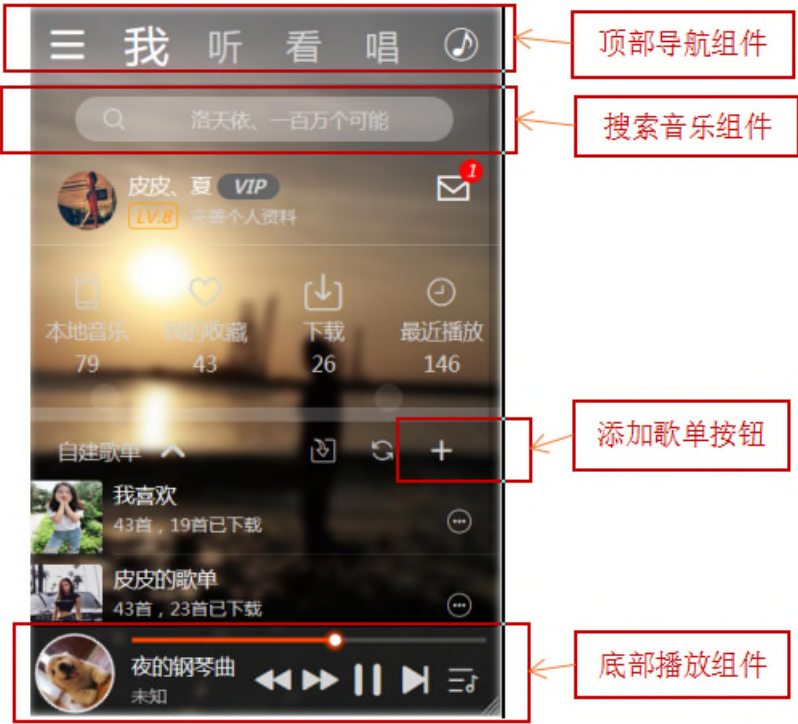 我 听 看 唱
顶部导航组件
洛天依、一百万个可能
搜索音乐组件
皮皮、夏 VIP
1
LV.8 完善个人资料
本地音乐 我的收藏 下载 最近播放
79 43 26 146
自建歌单
添加歌单按钮
我喜欢
43首，19首已下载
皮皮的歌单
43首，23首已下载
夜的钢琴曲
未知
底部播放组件